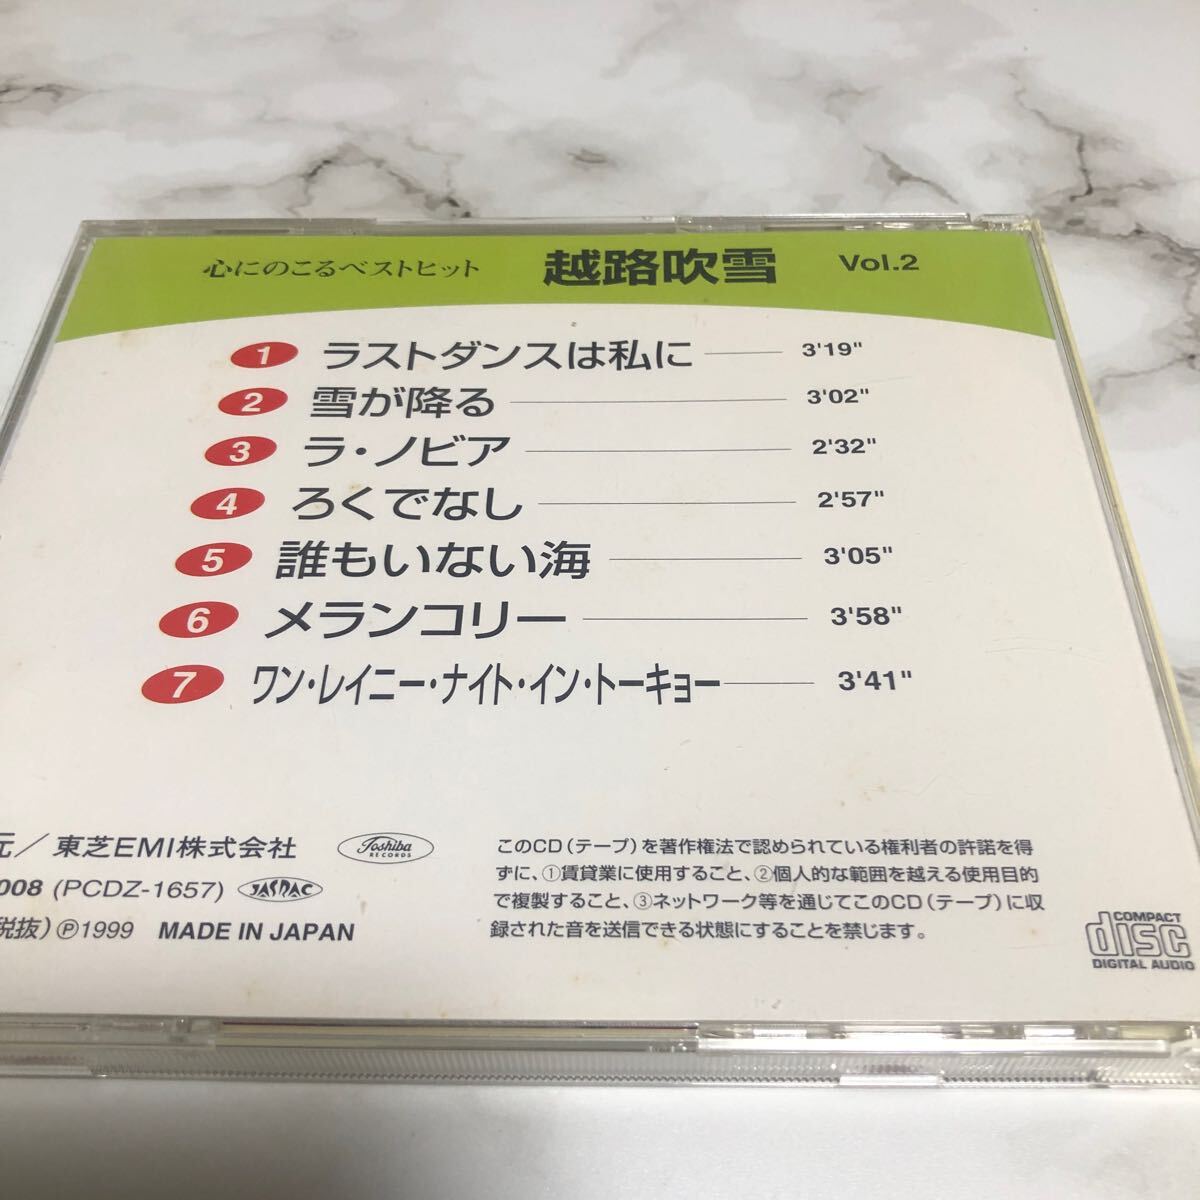 心にのこるベストヒット 越路吹雪 Vol.2
1 ラストダンスは私に 3'19"
2 雪が降る 3'02"
3 ラ・ノビア 2'32"
4 ろくでなし 2'57"
5 誰もいない海 3'05"
6 メランコリー 3'58"
7 ワン・レイニー・ナイト・イン・トーキョー 3'41"
元／東芝EMI株式会社 Toshiba RECORDS
008 (PCDZ-1657) JASRAC
税抜) Ⓟ1999 MADE IN JAPAN
このCD(テープ)を著作権法で認められている権利者の許諾を得
ずに、①賃貸業に使用すること、②個人的な範囲を越える使用目的
で複製すること、③ネットワーク等を通じてこのCD(テープ)に収
録された音を送信できる状態にすることを禁じます。
COMPACT
disc
DIGITAL AUDIO